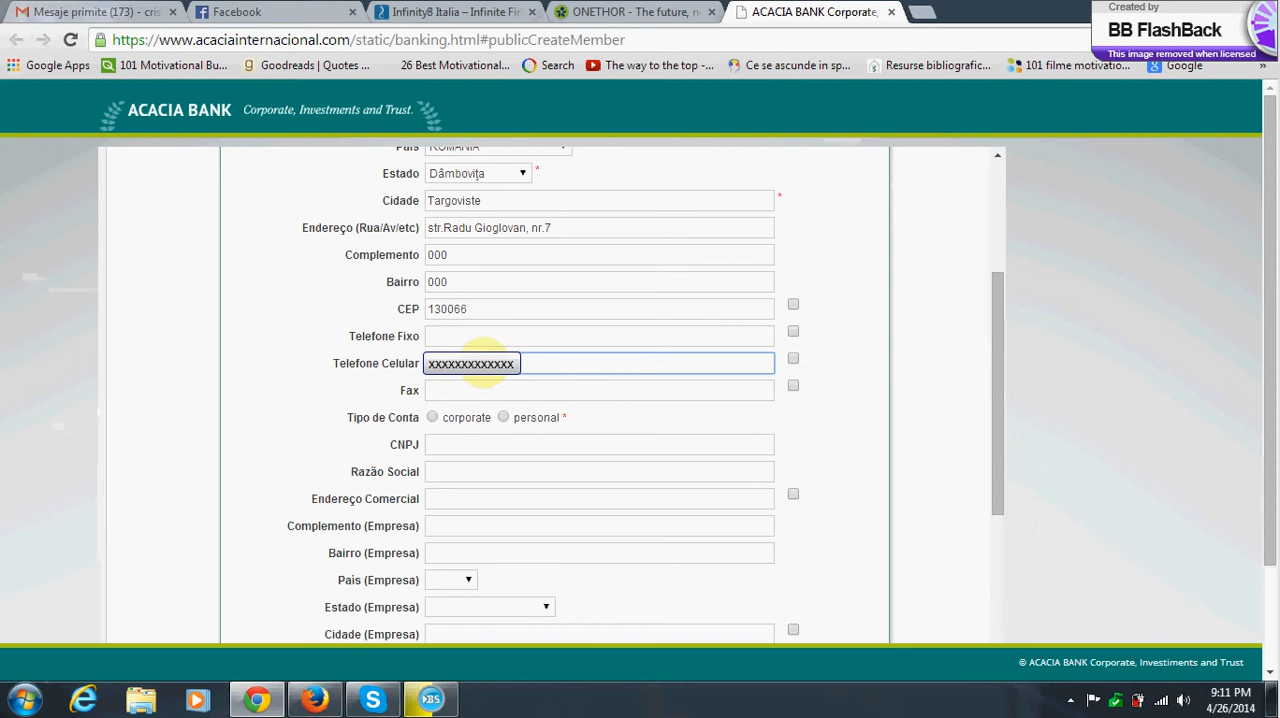 Mesaje primite (173) - cris
Facebook
Infinity8 Italia – Infinite Fin
ONETHOR - The future, n
ACACIA BANK Corporate,
Created by
BB FlashBack
This image removed when licensed
https://www.acaciainternacional.com/static/banking.html#publicCreateMember
Google Apps
101 Motivational Bu...
Goodreads | Quotes ...
26 Best Motivation...
Search
The way to the top -...
Ce se ascunde in sp...
Resurse bibliografic...
101 filme motivatio...
Google
»
ACACIA BANK Corporate, Investments and Trust.
País ROMANIA
Estado Dâmbovița *
Cidade Targoviste *
Endereço (Rua/Av/etc) str.Radu Gioglovan, nr.7
Complemento 000
Bairro 000
CEP 130066
Telefone Fixo
Telefone Celular xxxxxxxxxxxxx
Fax
Tipo de Conta corporate personal *
CNPJ
Razão Social
Endereço Comercial
Complemento (Empresa)
Bairro (Empresa)
Pais (Empresa)
Estado (Empresa)
Cidade (Empresa)
© ACACIA BANK Corporate, Investiments and Trust
BB5
9:11 PM
4/26/2014